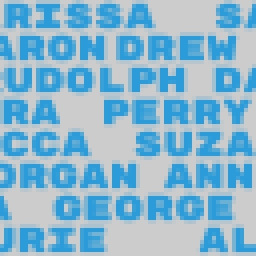 RISSA SA
ARON DREW
UDOLPH DA
RA PERRY
CCA SUZA
ORGAN ANN
A GEORGE
URIE AL